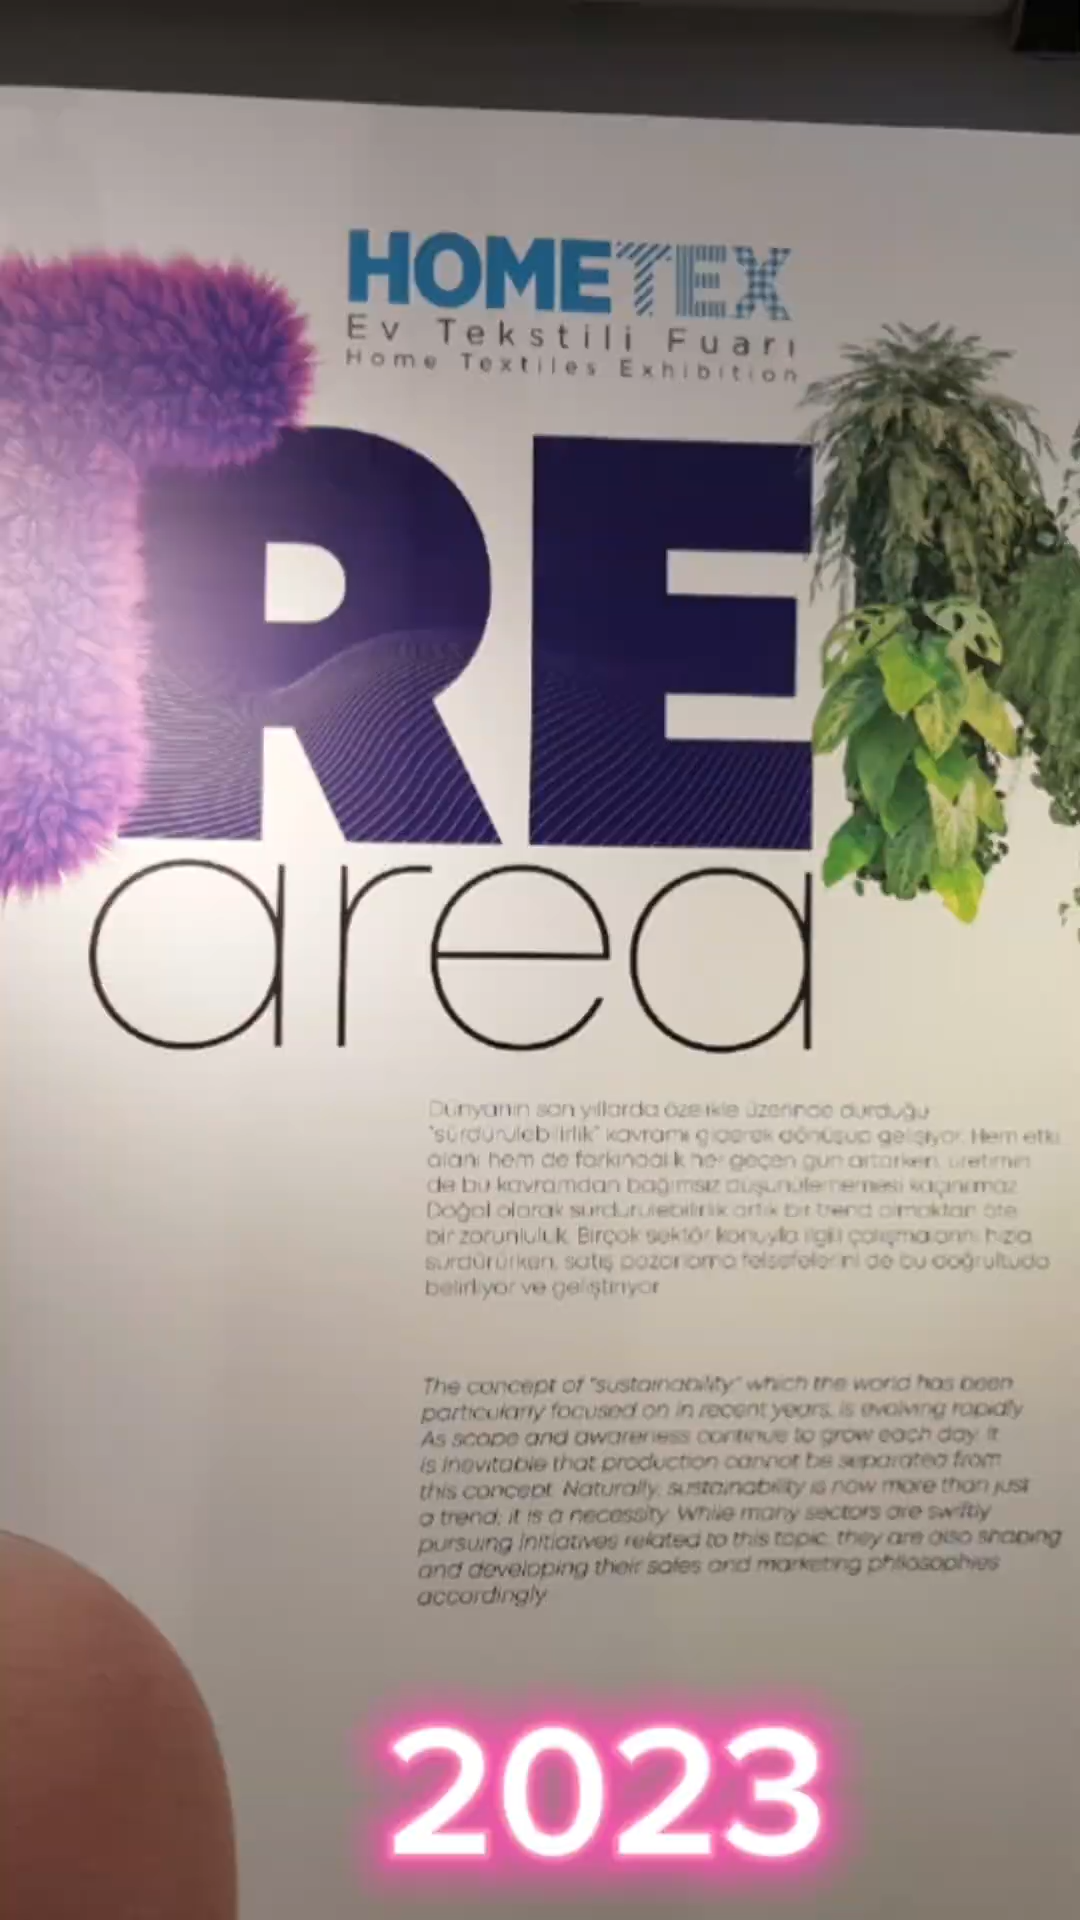 HOMETEX
Ev Tekstili Fuarı
Home Textiles Exhibition
TRE
area
Dünyanın son yıllarda özellikle üzerinde durduğu
"sürdürülebilirlik" kavramı giderek dönüşüp gelişiyor. Hem etki
alanı hem de farkındalık her geçen gün artarken, üretimin
de bu kavramdan bağımsız düşünülememesi kaçınılmaz.
Doğal olarak sürdürülebilirlik artık bir trend olmaktan öte
bir zorunluluk. Birçok sektör konuyla ilgili çalışmalarını hızla
sürdürürken, satış pazarlama felsefelerini de bu doğrultuda
belirliyor ve geliştiriyor.
The concept of "sustainability" which the world has been
particularly focused on in recent years, is evolving rapidly.
As scope and awareness continue to grow each day, it
is inevitable that production cannot be separated from
this concept. Naturally, sustainability is now more than just
a trend; it is a necessity. While many sectors are swiftly
pursuing initiatives related to this topic, they are also shaping
and developing their sales and marketing philosophies
accordingly.
2023